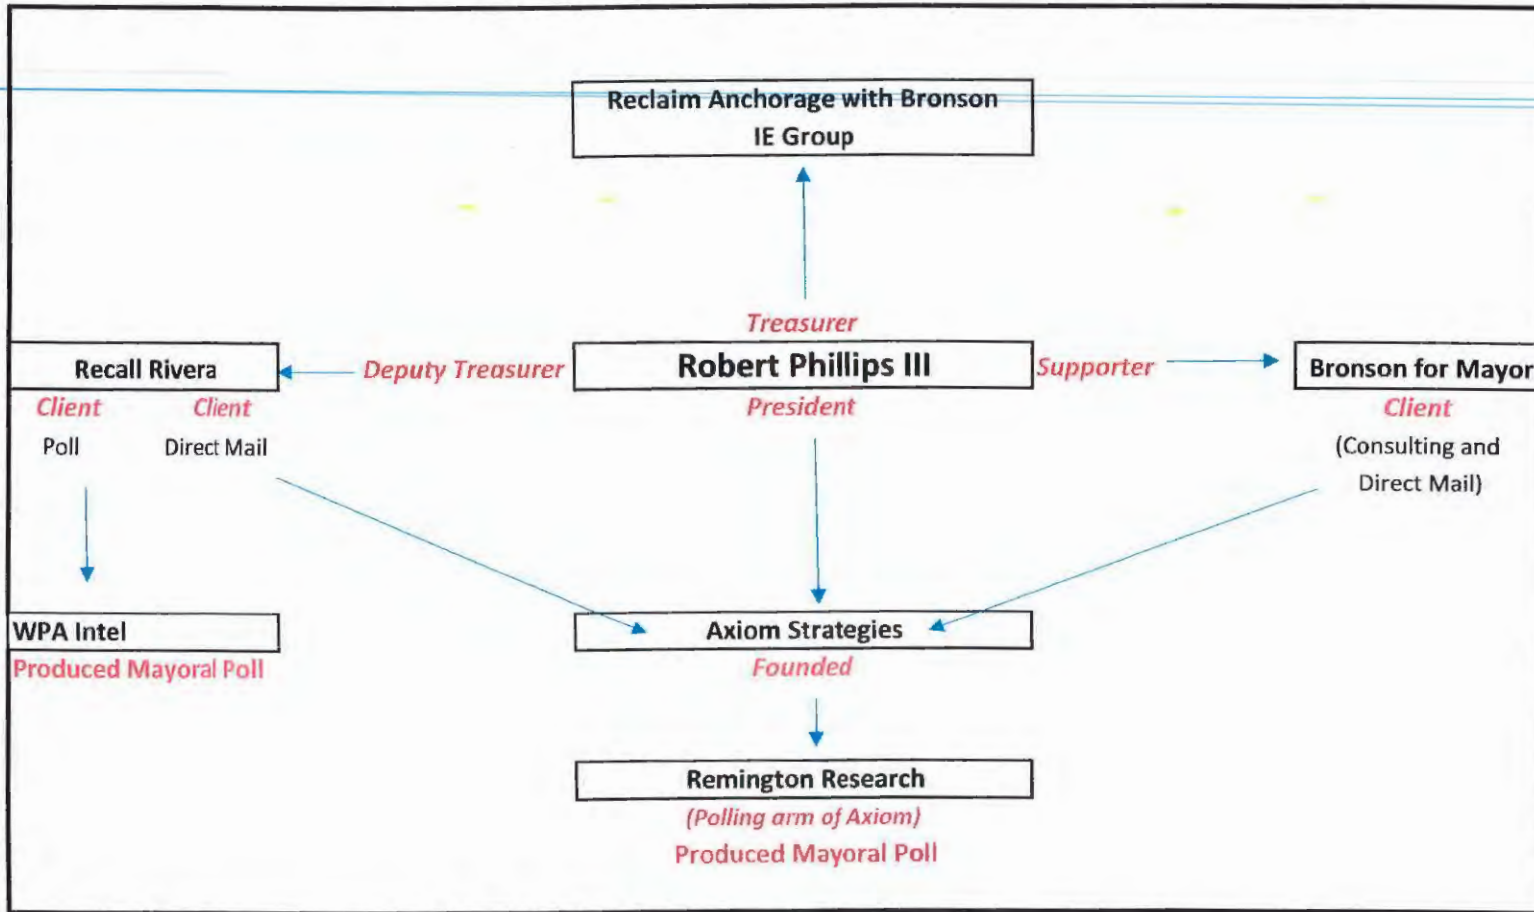 Reclaim Anchorage with Bronson
IE Group
Treasurer
Recall Rivera
Deputy Treasurer
Robert Phillips III
Supporter
Bronson for Mayor
Client
Client
President
Client
Poll
Direct Mail
(Consulting and
Direct Mail)
WPA Intel
Axiom Strategies
Produced Mayoral Poll
Founded
Remington Research
(Polling arm of Axiom)
Produced Mayoral Poll